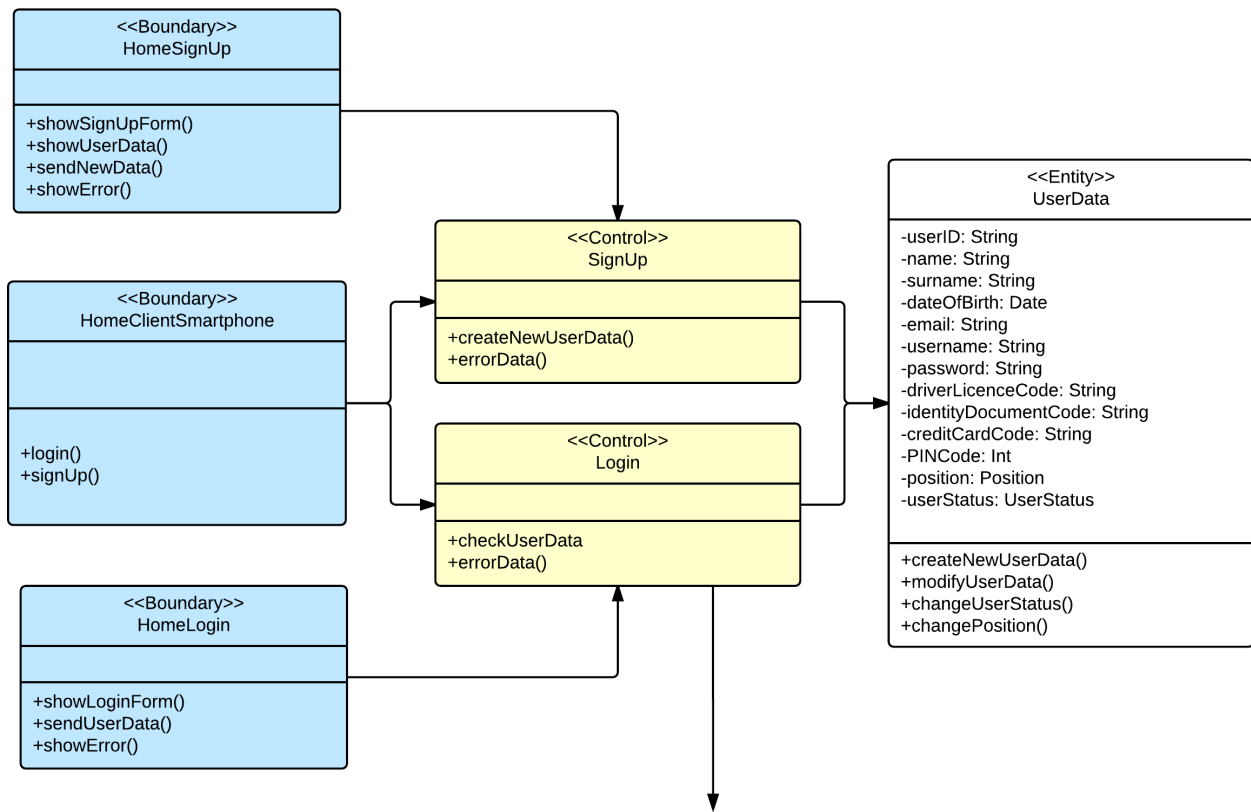 <<Boundary>>
HomeSignUp
+showSignUpForm()
+showUserData()
+sendNewData()
+showError()
<<Boundary>>
HomeClientSmartphone
+login()
+signUp()
<<Boundary>>
HomeLogin
+showLoginForm()
+sendUserData()
+showError()
<<Control>>
SignUp
+createNewUserData()
+errorData()
<<Control>>
Login
+checkUserData
+errorData()
<<Entity>>
UserData
-userID: String
-name: String
-surname: String
-dateOfBirth: Date
-email: String
-username: String
-password: String
-driverLicenceCode: String
-identityDocumentCode: String
-creditCardCode: String
-PINCode: Int
-position: Position
-userStatus: UserStatus
+createNewUserData()
+modifyUserData()
+changeUserStatus()
+changePosition()